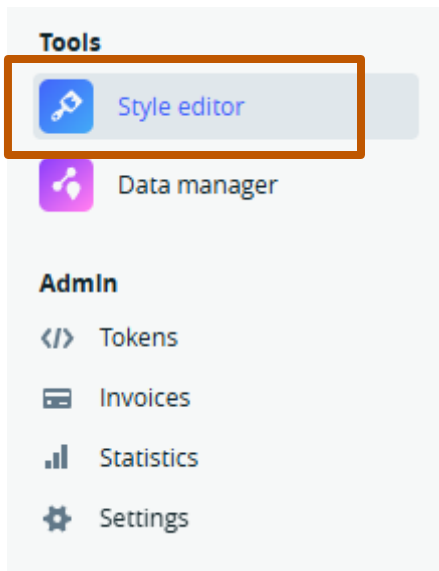 Tools
Style editor
Data manager
Admin
Tokens
Invoices
Statistics
Settings